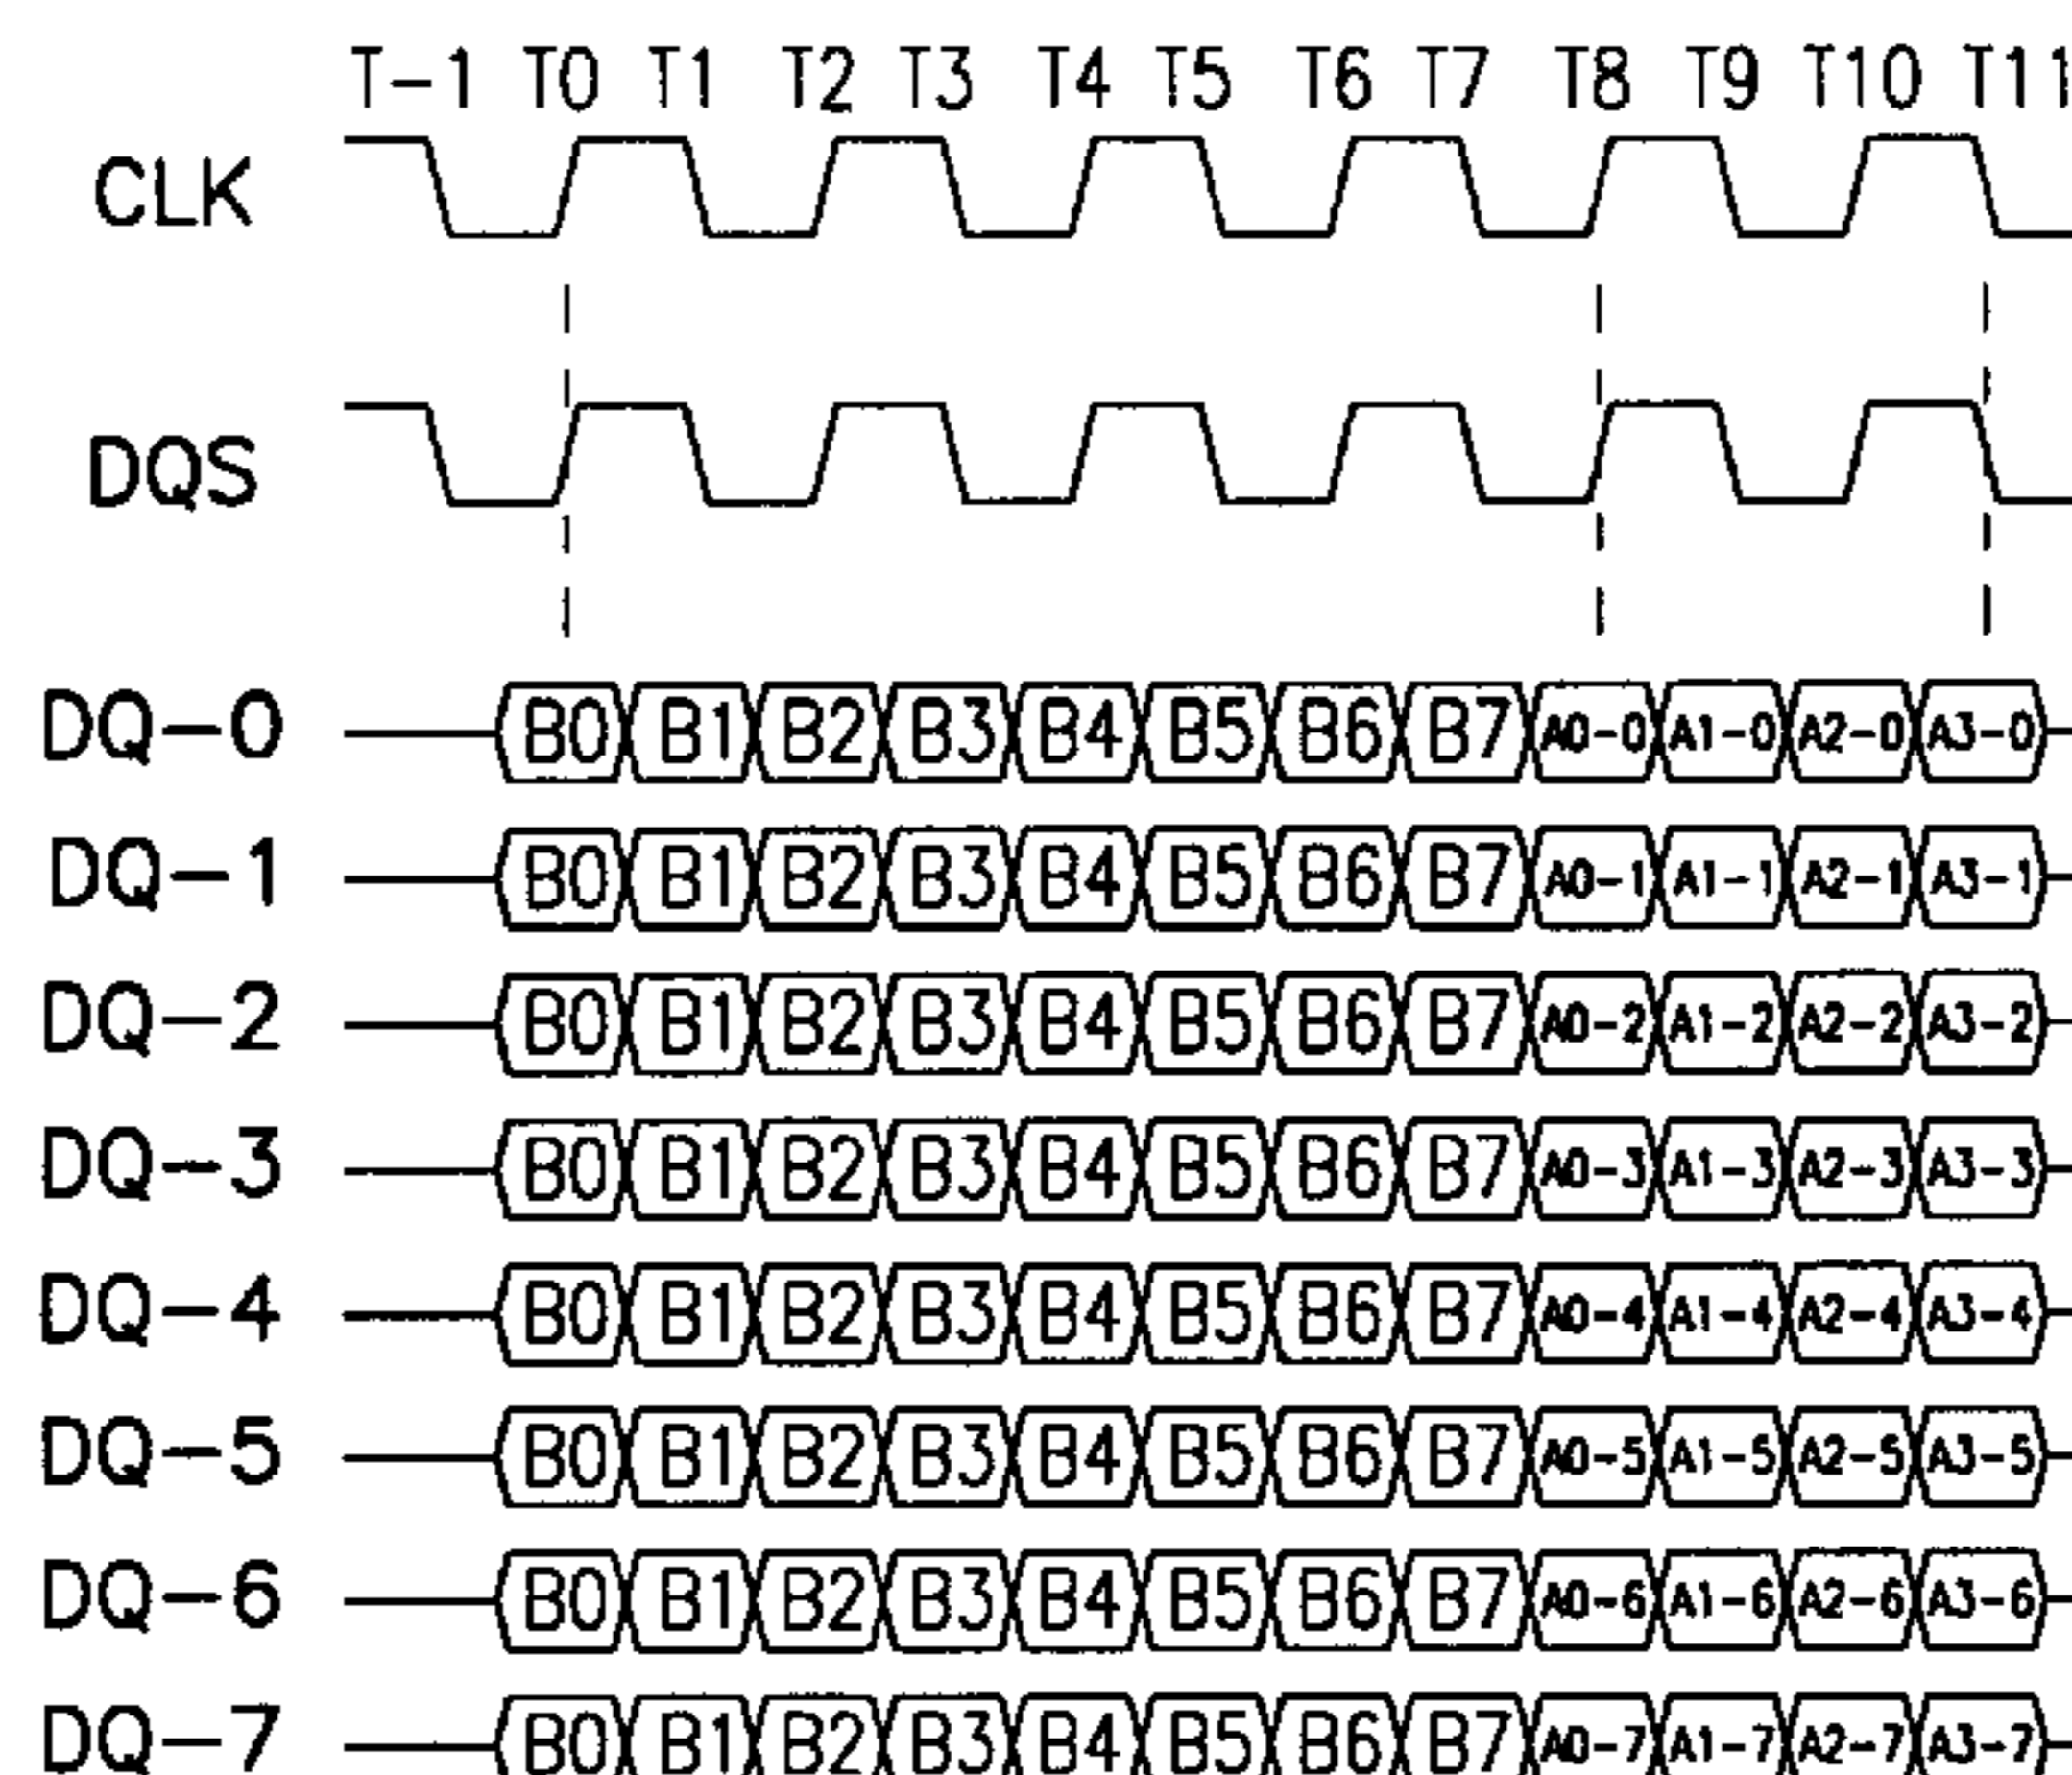 T-1 T0 T1 T2 T3 T4 T5 T6 T7 T8 T9 T10 T11
CLK
DQS
DQ-0 B0 B1 B2 B3 B4 B5 B6 B7 A0-0 A1-0 A2-0 A3-0
DQ-1 B0 B1 B2 B3 B4 B5 B6 B7 A0-1 A1-1 A2-1 A3-1
DQ-2 B0 B1 B2 B3 B4 B5 B6 B7 A0-2 A1-2 A2-2 A3-2
DQ-3 B0 B1 B2 B3 B4 B5 B6 B7 A0-3 A1-3 A2-3 A3-3
DQ-4 B0 B1 B2 B3 B4 B5 B6 B7 A0-4 A1-4 A2-4 A3-4
DQ-5 B0 B1 B2 B3 B4 B5 B6 B7 A0-5 A1-5 A2-5 A3-5
DQ-6 B0 B1 B2 B3 B4 B5 B6 B7 A0-6 A1-6 A2-6 A3-6
DQ-7 B0 B1 B2 B3 B4 B5 B6 B7 A0-7 A1-7 A2-7 A3-7